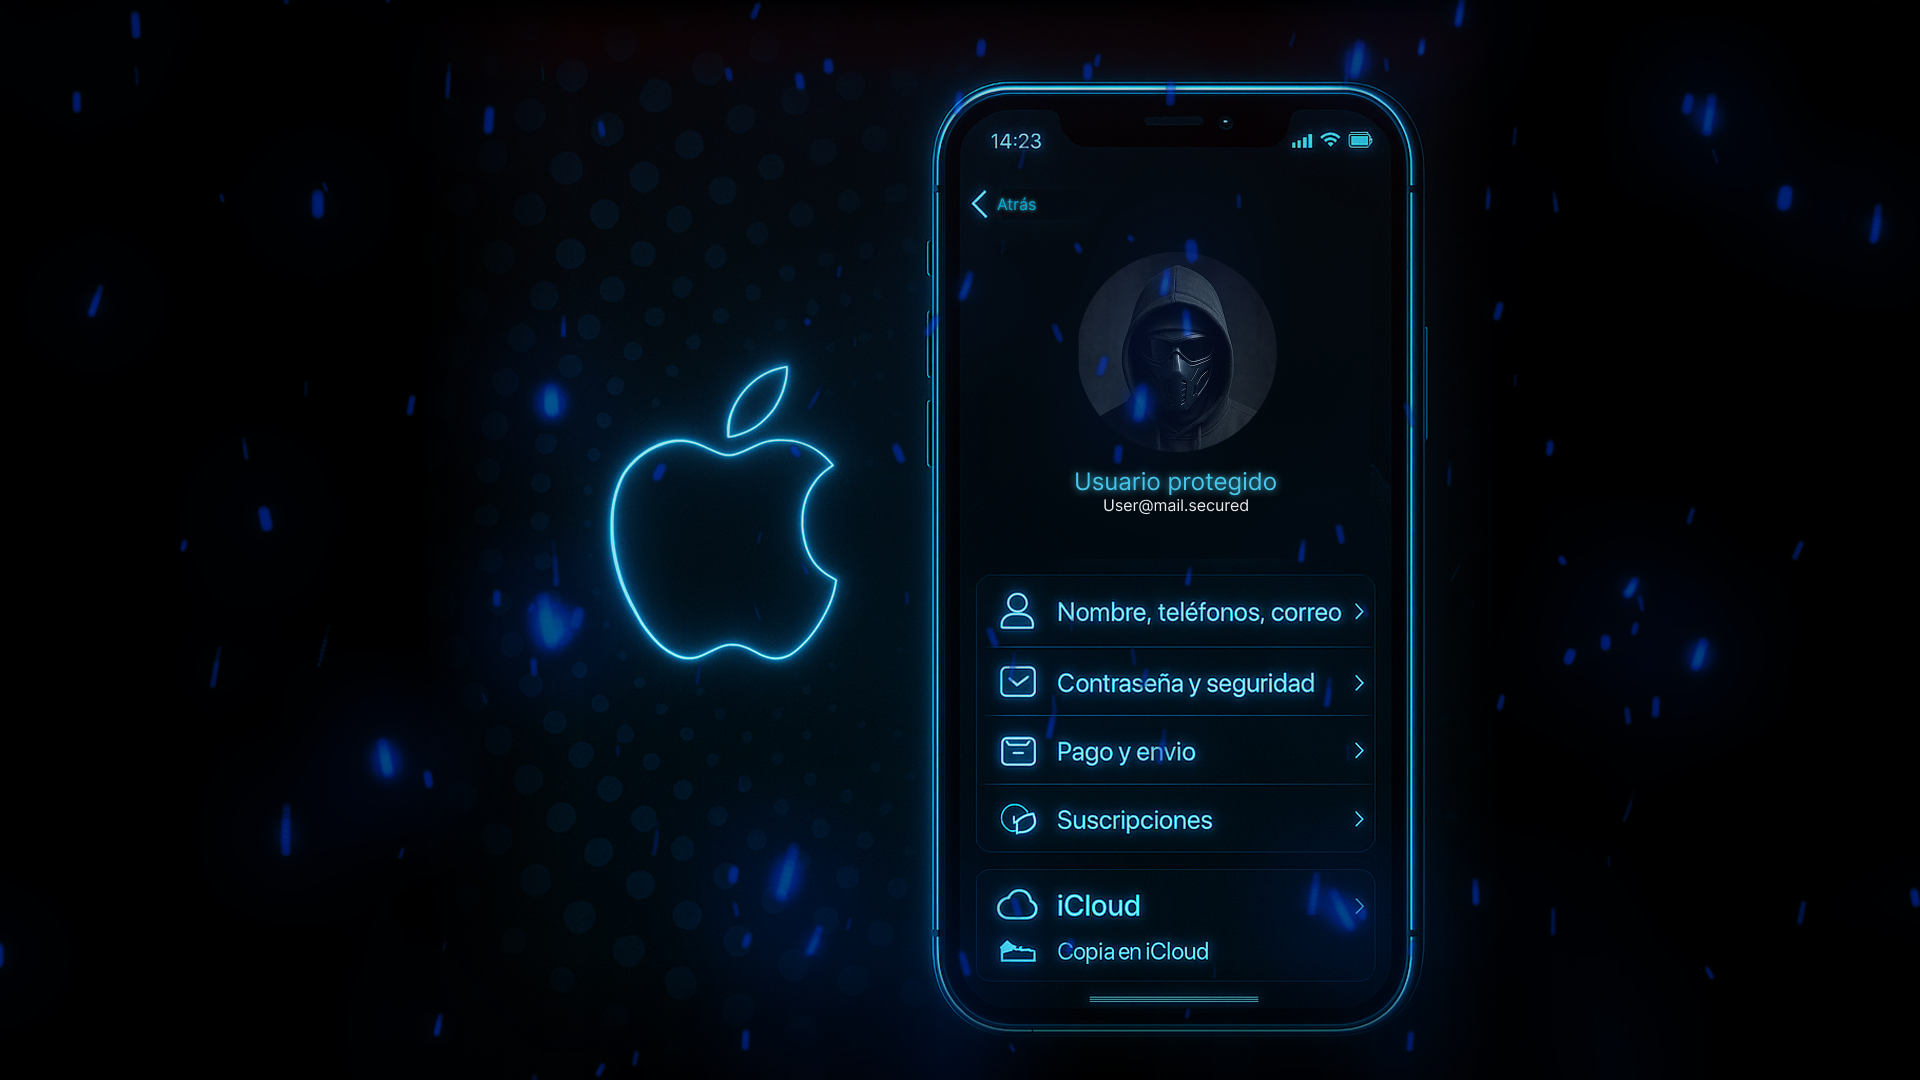 14:23
Atrás
Usuario protegido
User@mail.secured
Nombre, teléfonos, correo
Contraseña y seguridad
Pago y envio
Suscripciones
iCloud
Copia en iCloud